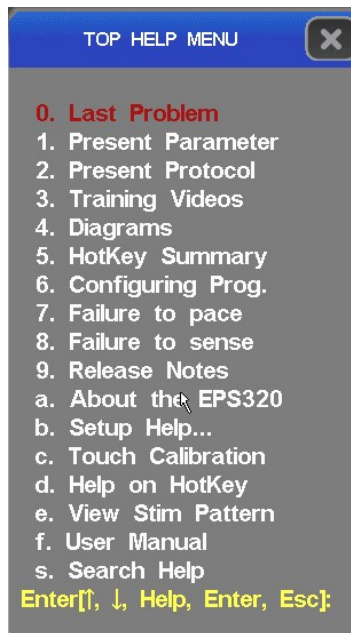 TOP HELP MENU
0. Last Problem
1. Present Parameter
2. Present Protocol
3. Training Videos
4. Diagrams
5. HotKey Summary
6. Configuring Prog.
7. Failure to pace
8. Failure to sense
9. Release Notes
a. About the EPS320
b. Setup Help...
c. Touch Calibration
d. Help on HotKey
e. View Stim Pattern
f. User Manual
s. Search Help
Enter[↑, ↓, Help, Enter, Esc]: